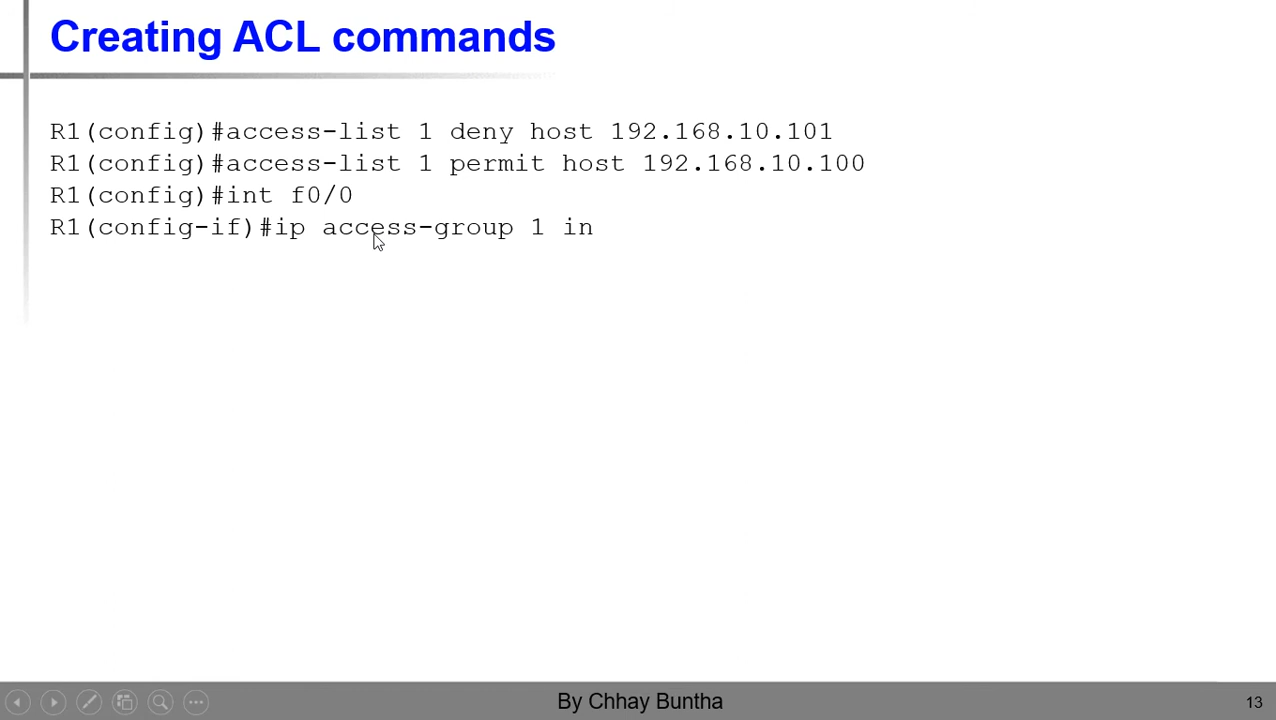 Creating ACL commands
R1(config)#access-list 1 deny host 192.168.10.101
R1(config)#access-list 1 permit host 192.168.10.100
R1(config)#int f0/0
R1(config-if)#ip access-group 1 in
By Chhay Buntha
13